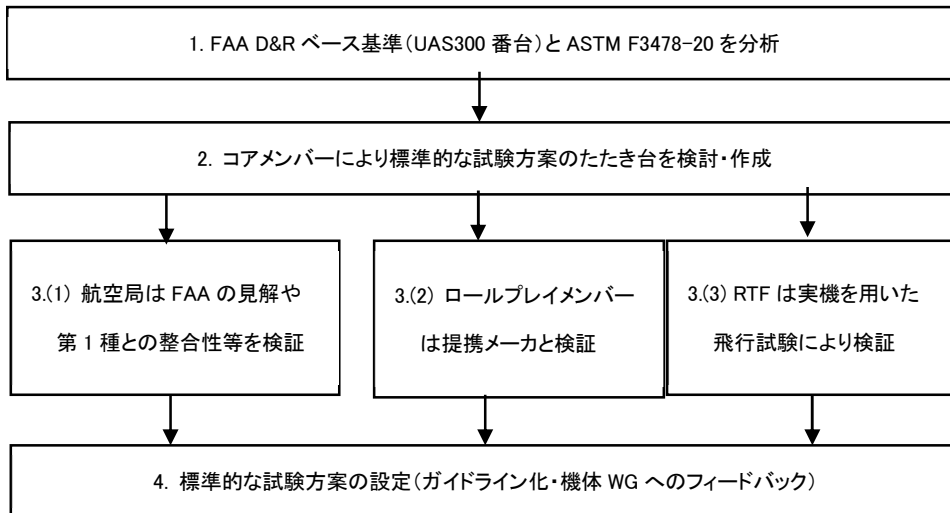 1. FAA D&R ベース基準（UAS300 番台）と ASTM F3478-20 を分析
2. コアメンバーにより標準的な試験方案のたたき台を検討・作成
3.(1) 航空局は FAA の見解や
第 1 種との整合性等を検証
3.(2) ロールプレイメンバー
は提携メーカと検証
3.(3) RTF は実機を用いた
飛行試験により検証
4. 標準的な試験方案の設定（ガイドライン化・機体 WG へのフィードバック）